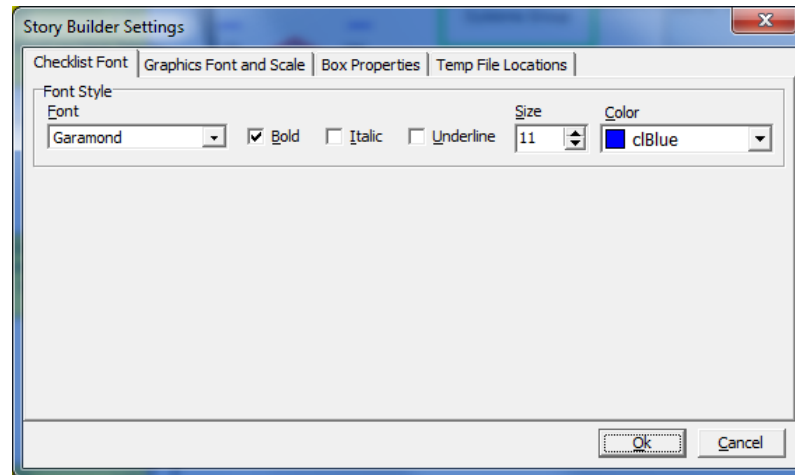 Story Builder Settings
Checklist Font Graphics Font and Scale Box Properties Temp File Locations
Font Style
Font Size Color
Garamond Bold Italic Underline 11 clBlue
Ok Cancel